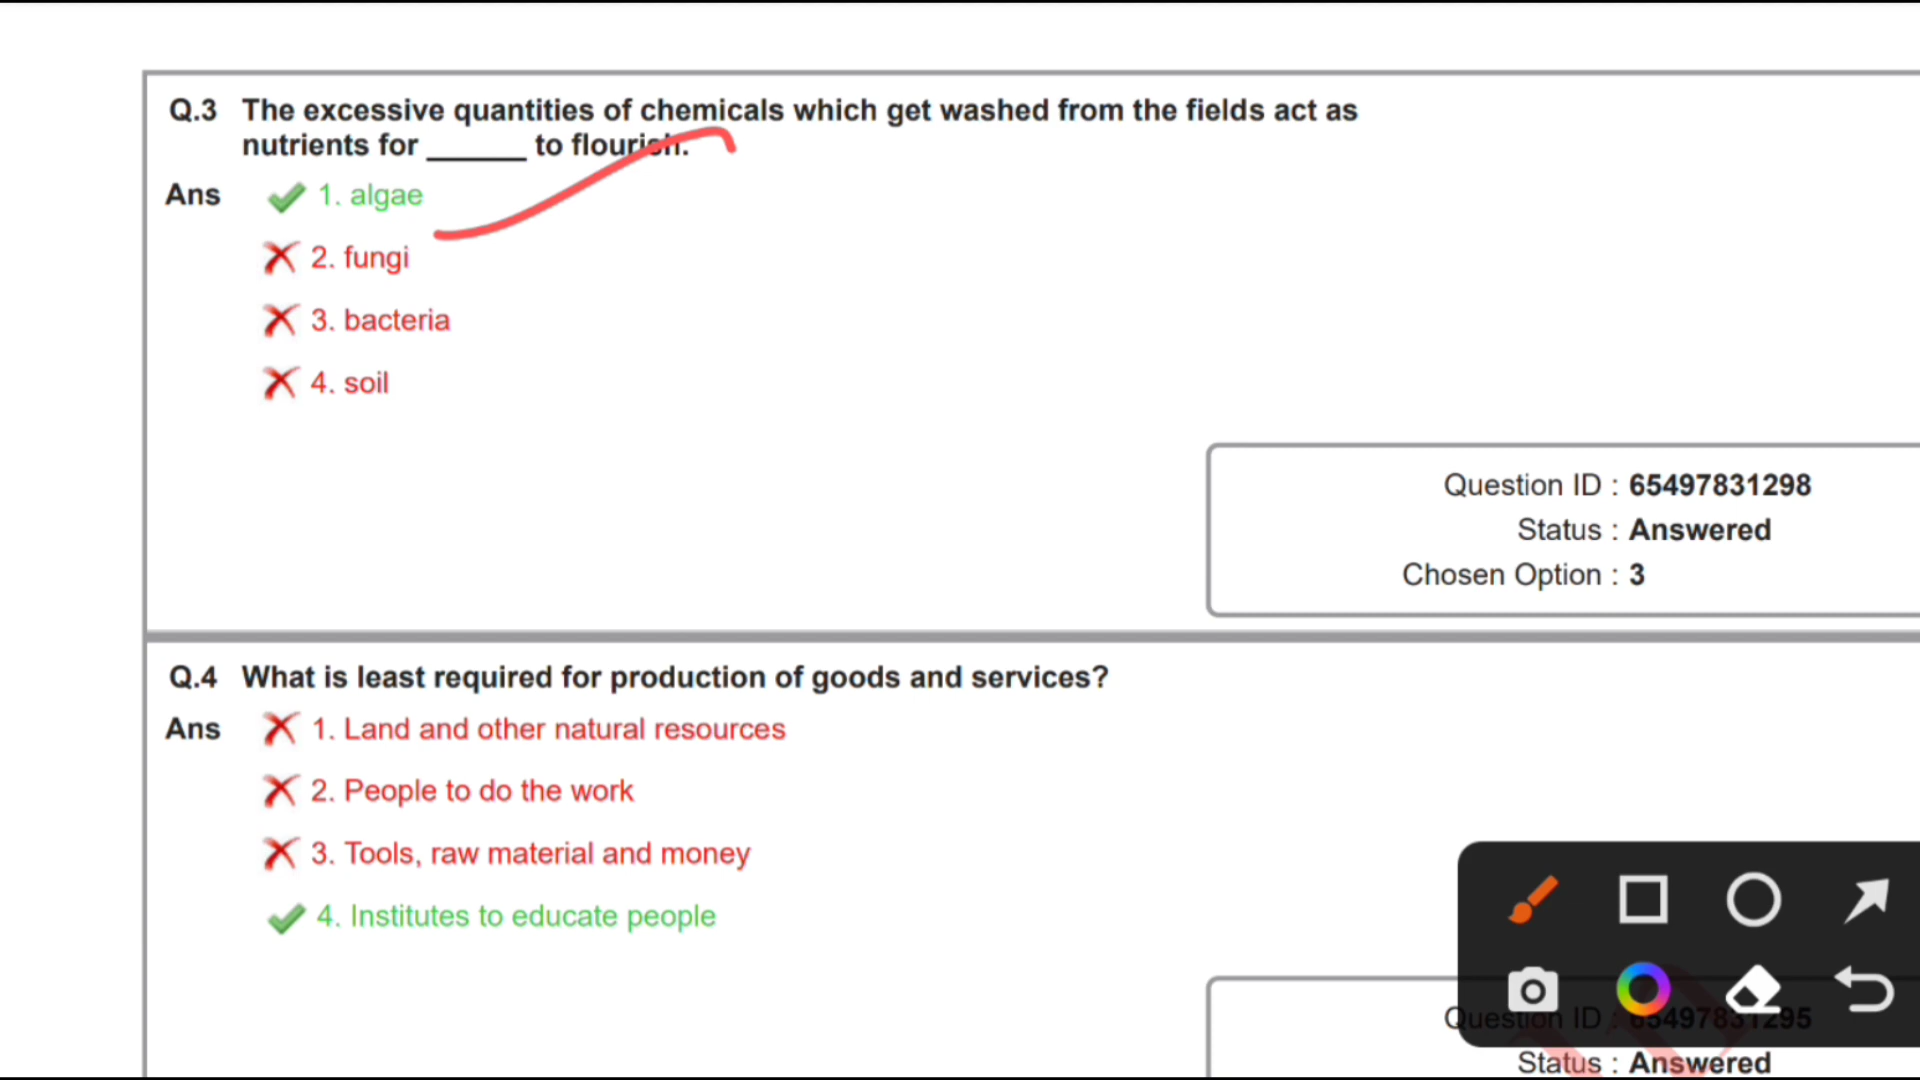 Q.3 The excessive quantities of chemicals which get washed from the fields act as
nutrients for ______ to flourish.
Ans 1. algae
2. fungi
3. bacteria
4. soil
Question ID : 65497831298
Status : Answered
Chosen Option : 3
Q.4 What is least required for production of goods and services?
Ans 1. Land and other natural resources
2. People to do the work
3. Tools, raw material and money
4. Institutes to educate people
Question ID : 65497831295
Status : Answered